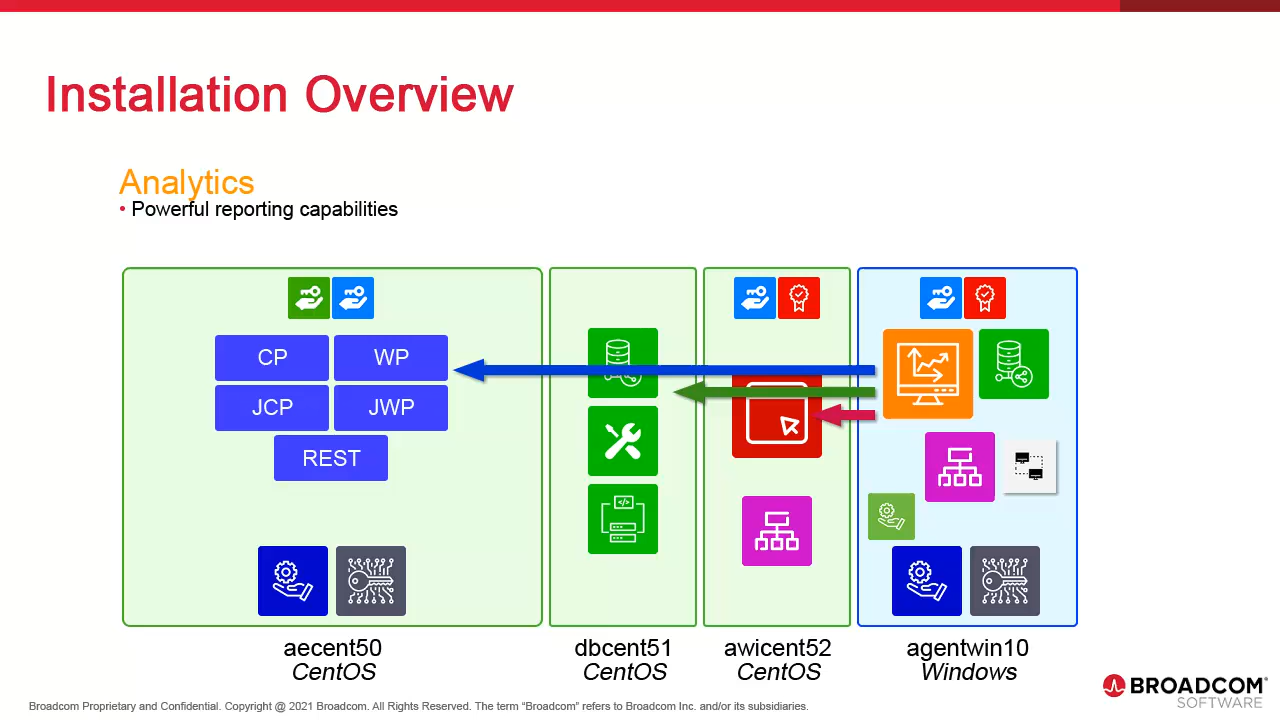 Installation Overview
Analytics
• Powerful reporting capabilities
CP
WP
JCP
JWP
REST
</>
aecent50
CentOS
dbcent51
CentOS
awicent52
CentOS
agentwin10
Windows
BROADCOM®
SOFTWARE
Broadcom Proprietary and Confidential. Copyright @ 2021 Broadcom. All Rights Reserved. The term “Broadcom” refers to Broadcom Inc. and/or its subsidiaries.